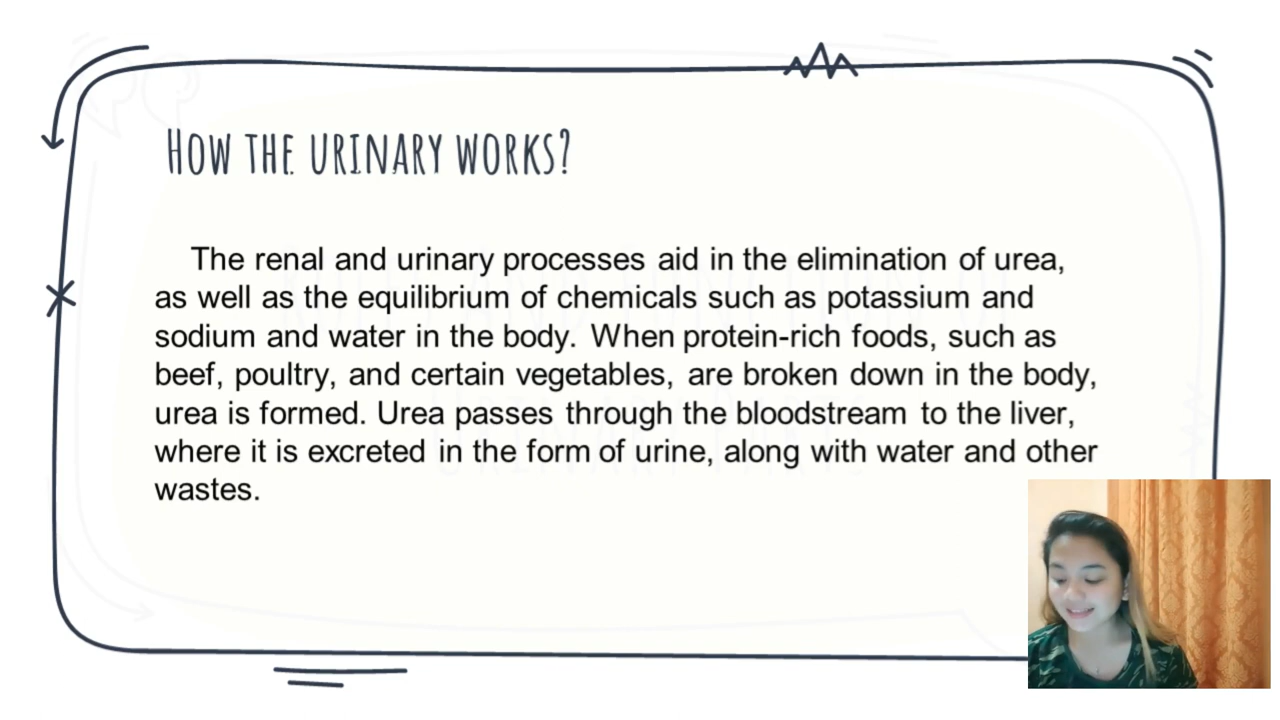 How the urinary works?
The renal and urinary processes aid in the elimination of urea,
as well as the equilibrium of chemicals such as potassium and
sodium and water in the body. When protein-rich foods, such as
beef, poultry, and certain vegetables, are broken down in the body,
urea is formed. Urea passes through the bloodstream to the liver,
where it is excreted in the form of urine, along with water and other
wastes.